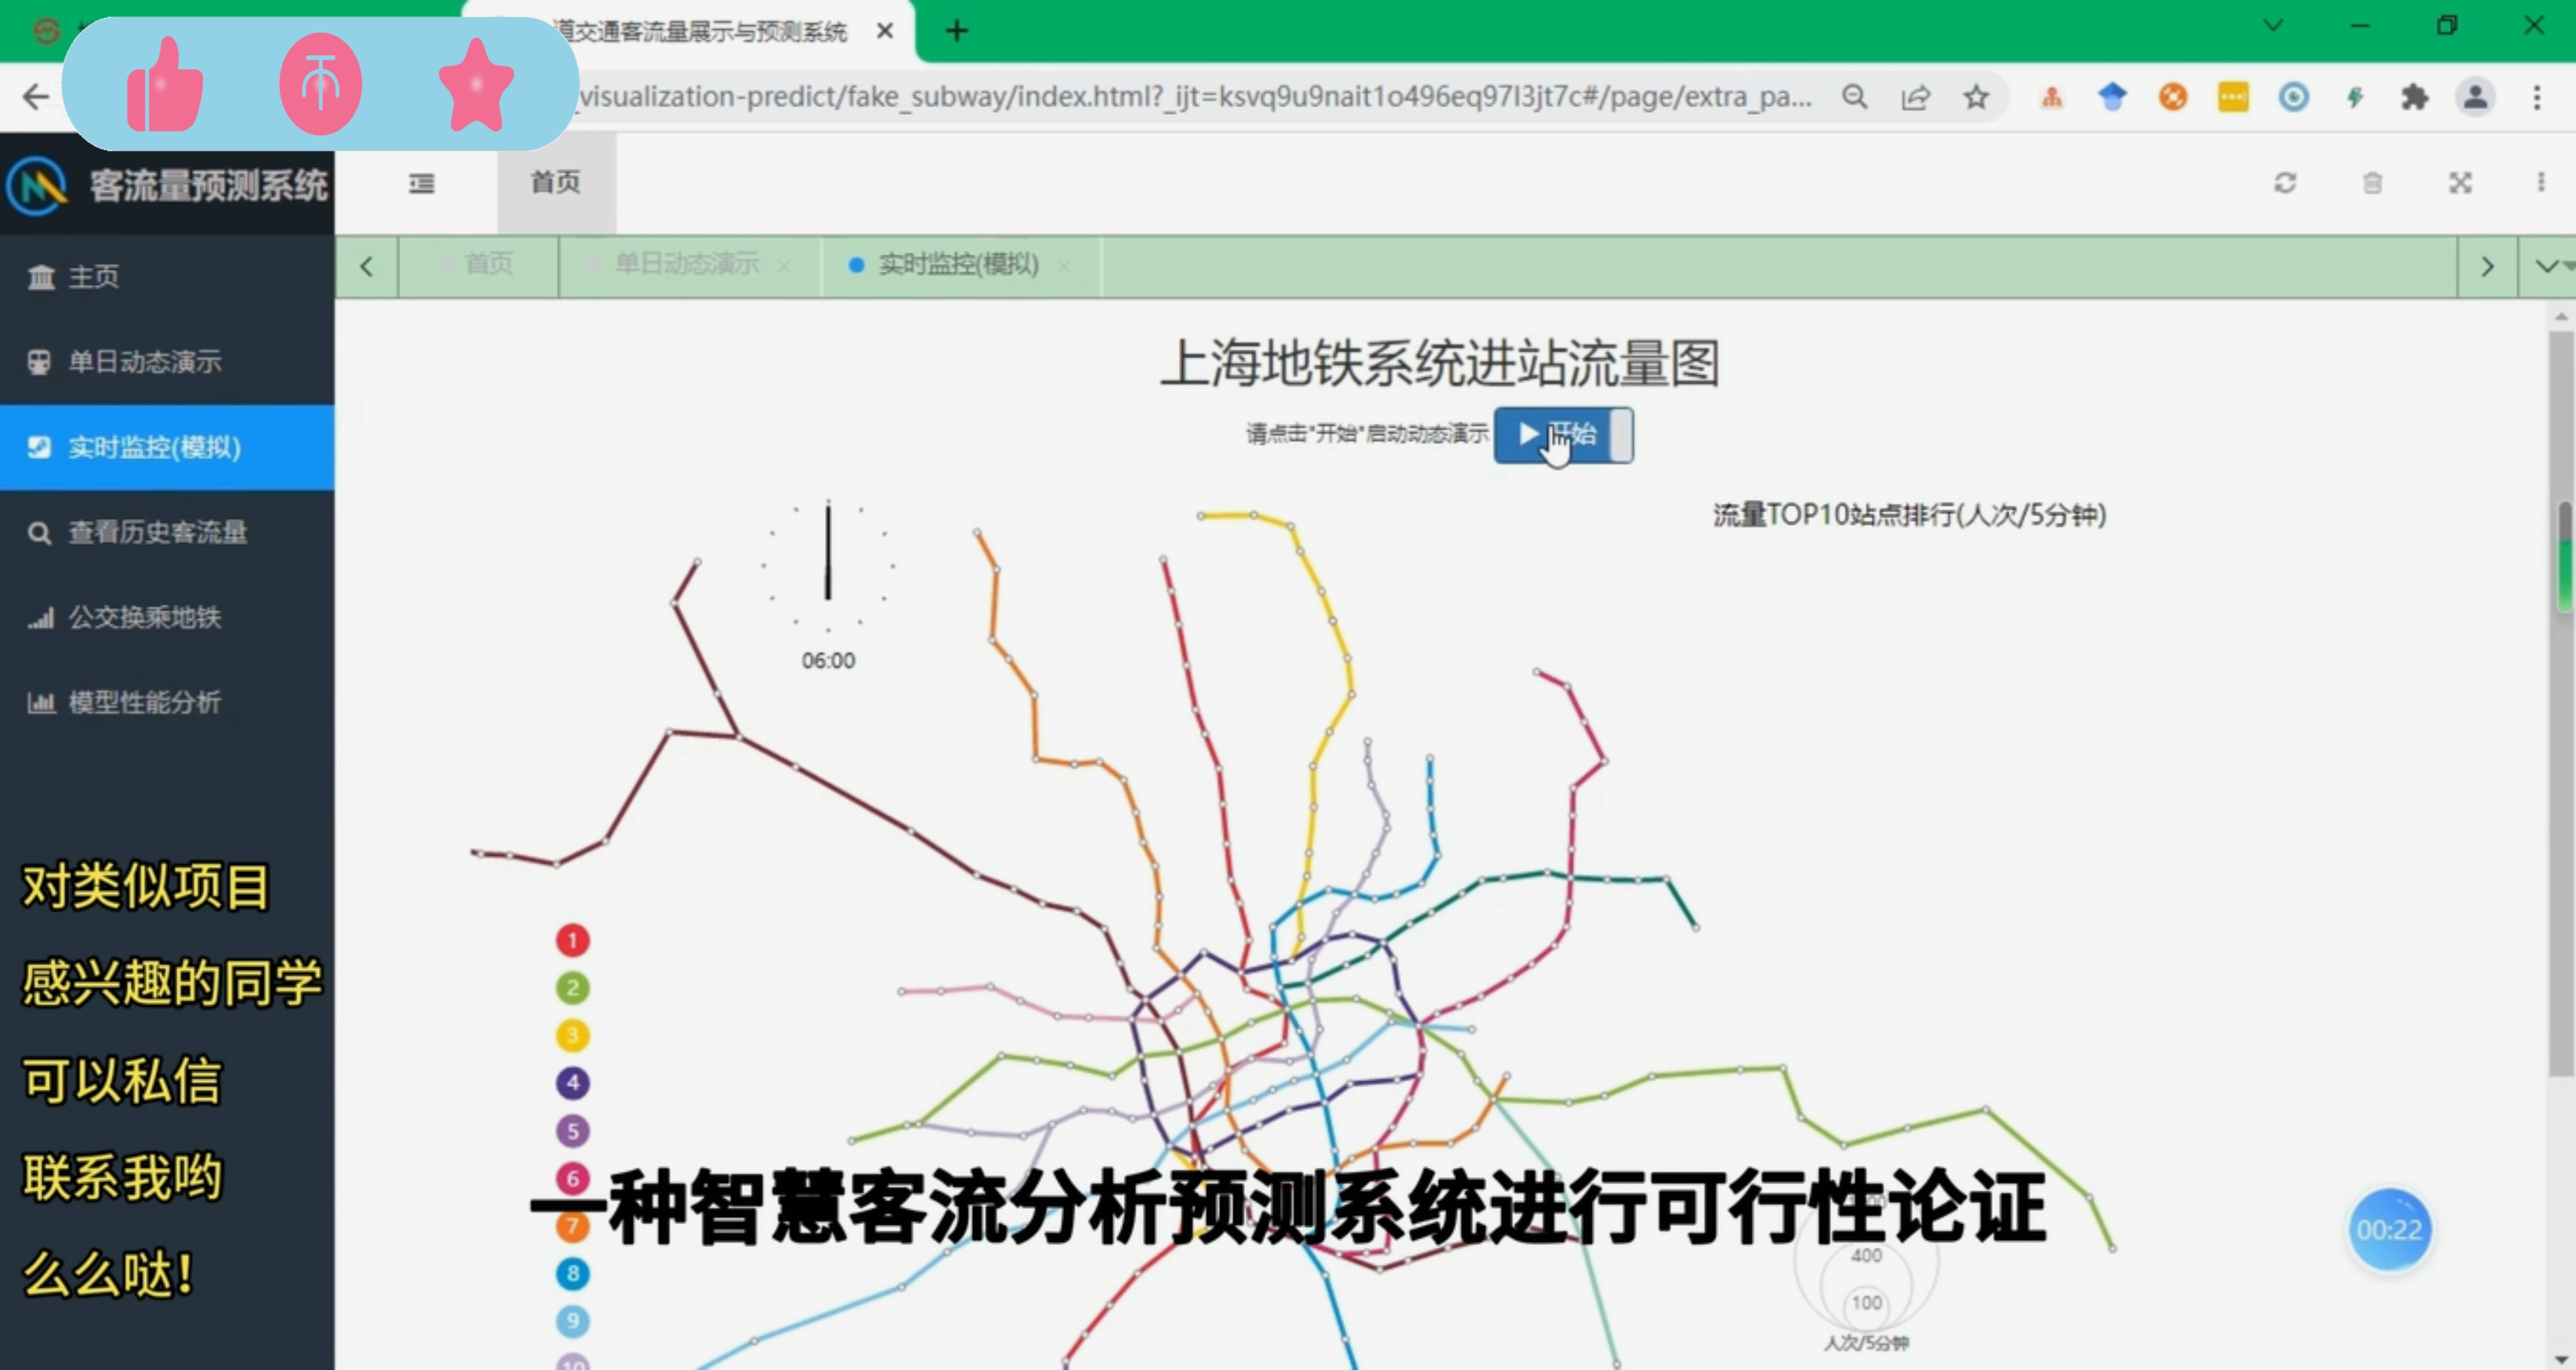 道交通客流量展示与预测系统
_visualization-predict/fake_subway/index.html?_ijt=ksvq9u9nait1o496eq97l3jt7c#/page/extra_pa...
客流量预测系统
首页
主页
首页
单日动态演示
实时监控(模拟)
单日动态演示
实时监控(模拟)
查看历史客流量
公交换乘地铁
模型性能分析
上海地铁系统进站流量图
请点击"开始"启动动态演示
开始
流量TOP10站点排行(人次/5分钟)
06:00
对类似项目
感兴趣的同学
可以私信
联系我哟
么么哒!
1
2
3
4
5
6
7
8
9
10
一种智慧客流分析预测系统进行可行性论证
400
100
人次/5分钟
00:22